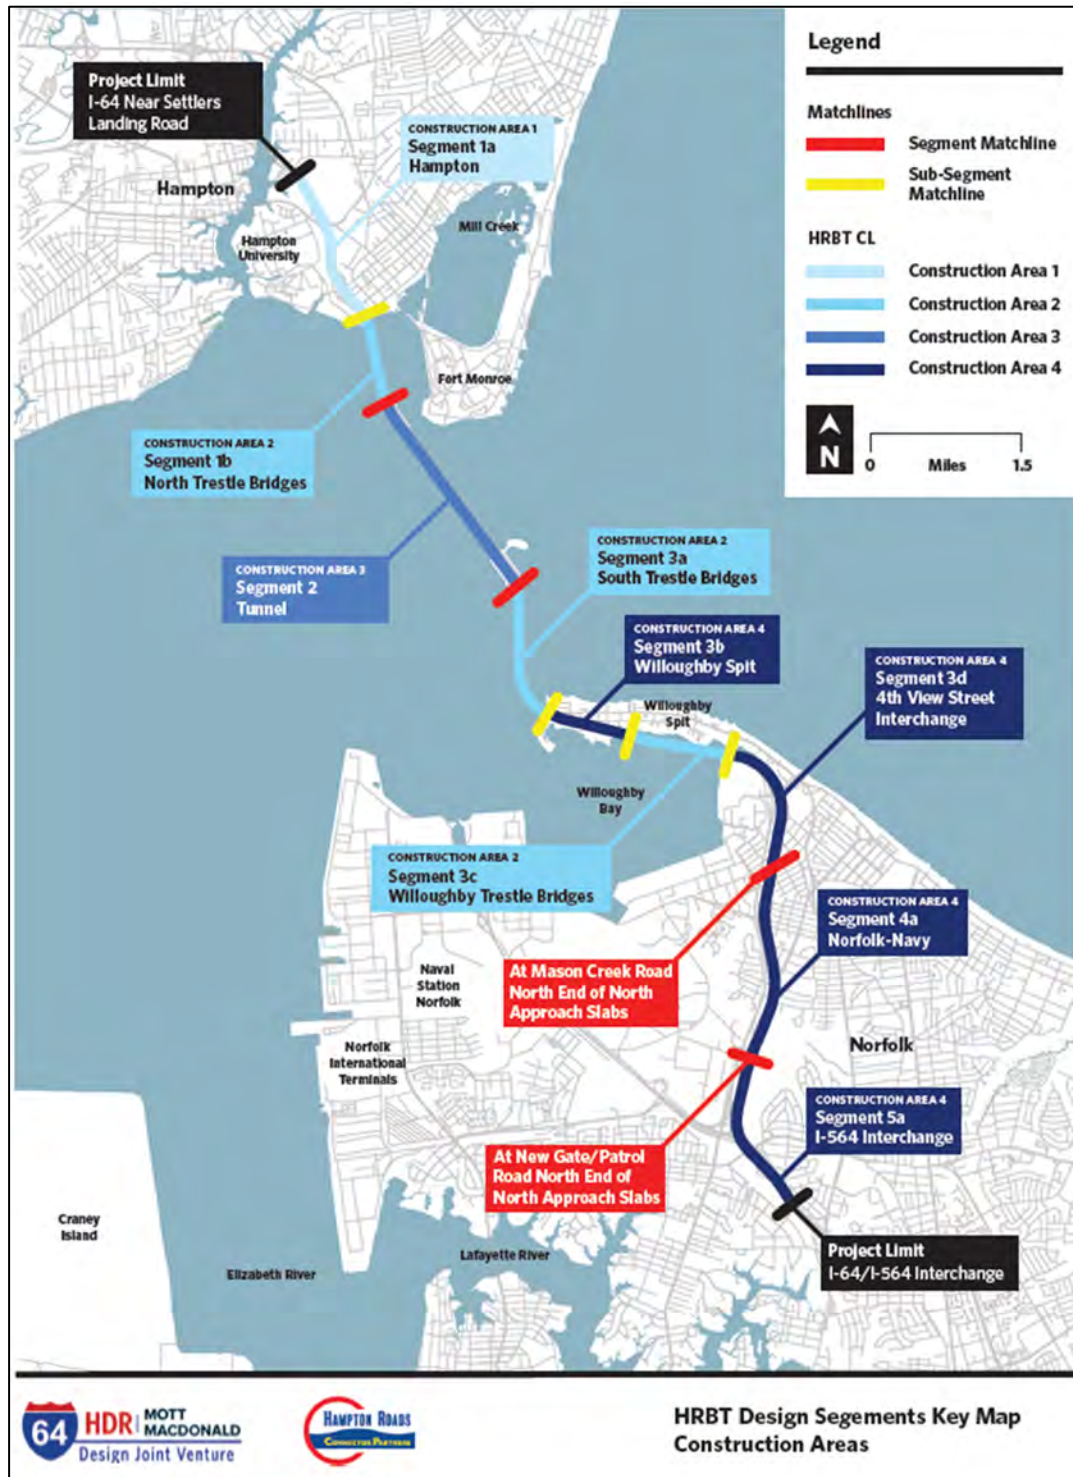 Project Limit
I-64 Near Settlers
Landing Road
CONSTRUCTION AREA 1
Segment 1a
Hampton
Hampton
Hampton
University
Mill Creek
Fort Monroe
Legend
Matchlines
Segment Matchline
Sub-Segment
Matchline
HRBT CL
Construction Area 1
Construction Area 2
Construction Area 3
Construction Area 4
N
0 Miles 1.5
CONSTRUCTION AREA 2
Segment 1b
North Trestle Bridges
CONSTRUCTION AREA 3
Segment 2
Tunnel
CONSTRUCTION AREA 2
Segment 3a
South Trestle Bridges
CONSTRUCTION AREA 4
Segment 3b
Willoughby Spit
CONSTRUCTION AREA 4
Segment 3d
4th View Street
Interchange
Willoughby
Spit
Willoughby
Bay
CONSTRUCTION AREA 2
Segment 3c
Willoughby Trestle Bridges
CONSTRUCTION AREA 4
Segment 4a
Norfolk-Navy
At Mason Creek Road
North End of North
Approach Slabs
Naval
Station
Norfolk
Norfolk
International
Terminals
Norfolk
CONSTRUCTION AREA 4
Segment 5a
I-564 Interchange
At New Gate/Patrol
Road North End of
North Approach Slabs
Project Limit
I-64/I-564 Interchange
Craney
Island
Elizabeth River
Lafayette River
64 HDR MOTT
MACDONALD
Design Joint Venture
HAMPTON ROADS
CONNECTOR PARTNERS
HRBT Design Segements Key Map
Construction Areas